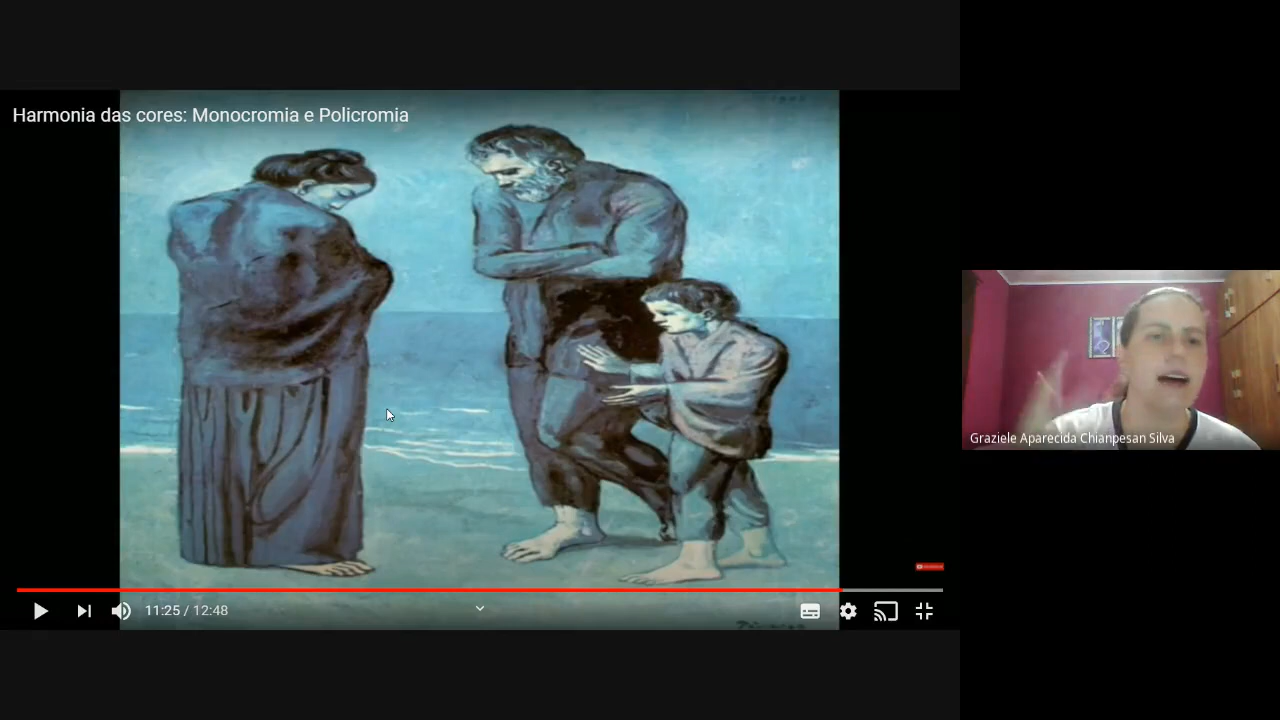 Harmonia das cores: Monocromia e Policromia
Graziele Aparecida Chianpesan Silva
11:25 / 12:48